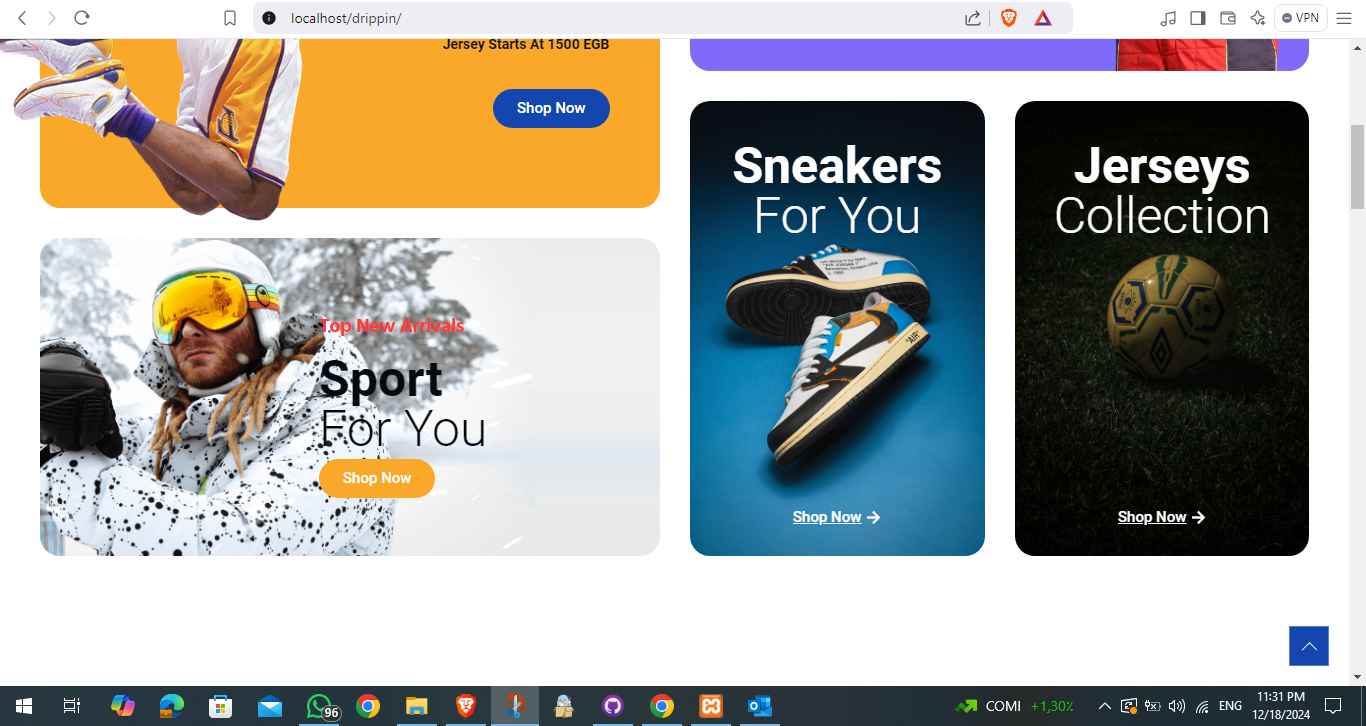 localhost/drippin/
VPN
Jersey Starts At 1500 EGB
Shop Now
Top New Arrivals
Sport
For You
Shop Now
Sneakers
For You
"AIR"
Shop Now
Jerseys
Collection
Shop Now
96
COMI +1,30%
ENG
11:31 PM
12/18/2024